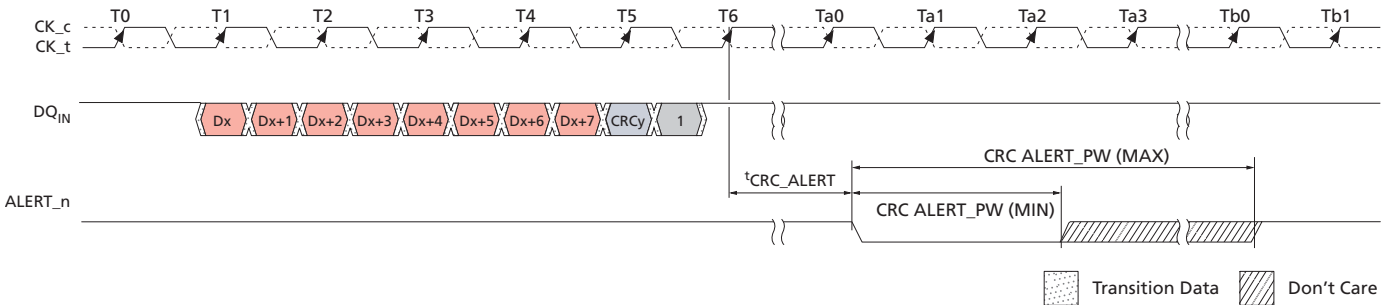 T0 T1 T2 T3 T4 T5 T6 Ta0 Ta1 Ta2 Ta3 Tb0 Tb1
CK_c
CK_t
DQIN
Dx Dx+1 Dx+2 Dx+3 Dx+4 Dx+5 Dx+6 Dx+7 CRCy 1
CRC ALERT_PW (MAX)
tCRC_ALERT
ALERT_n
CRC ALERT_PW (MIN)
Transition Data Don't Care